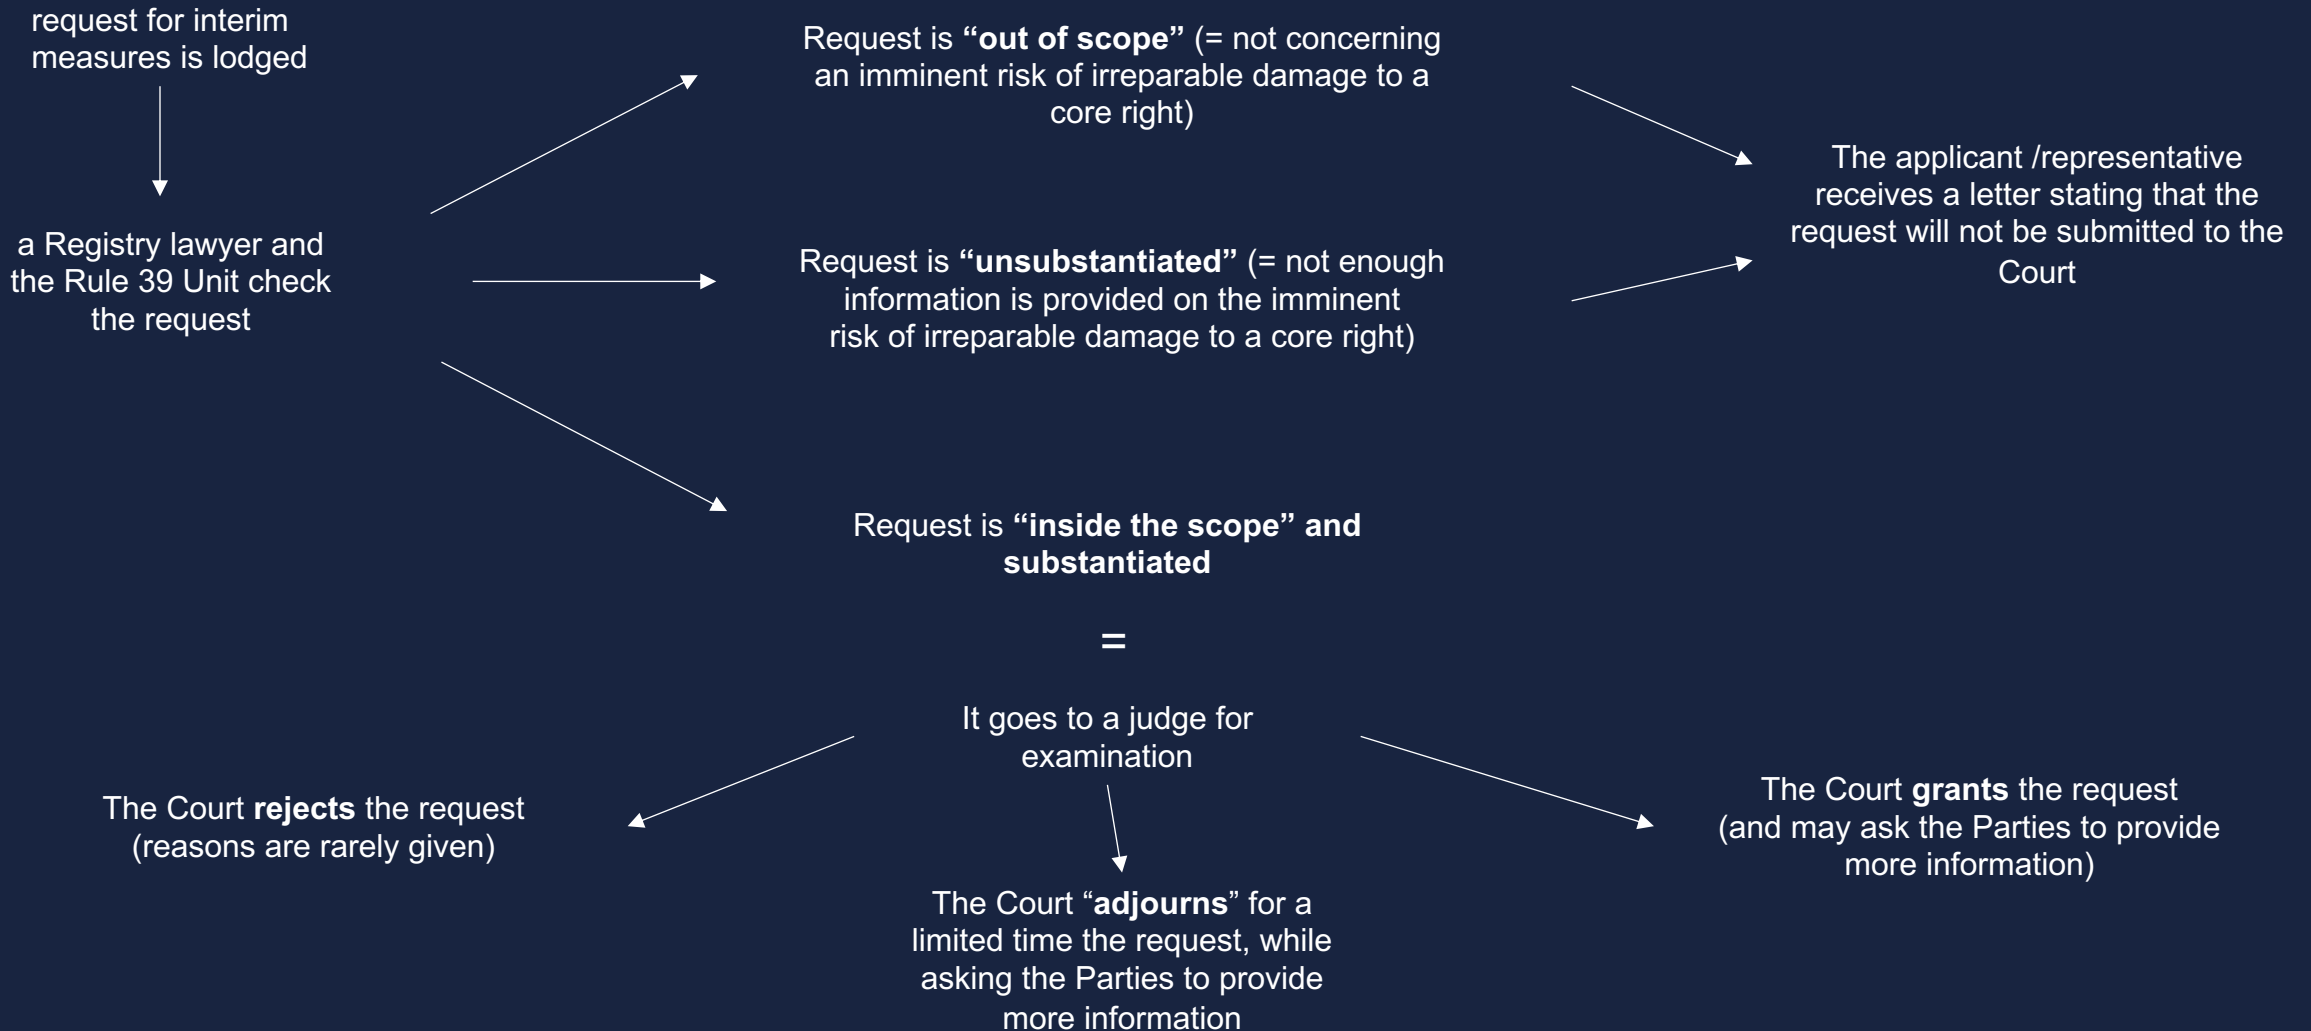 request for interim
measures is lodged
a Registry lawyer and
the Rule 39 Unit check
the request
Request is “out of scope” (= not concerning
an imminent risk of irreparable damage to a
core right)
Request is “unsubstantiated” (= not enough
information is provided on the imminent
risk of irreparable damage to a core right)
The applicant /representative
receives a letter stating that the
request will not be submitted to the
Court
Request is “inside the scope” and
substantiated
=
It goes to a judge for
examination
The Court rejects the request
(reasons are rarely given)
The Court “adjourns” for a
limited time the request, while
asking the Parties to provide
more information
The Court grants the request
(and may ask the Parties to provide
more information)